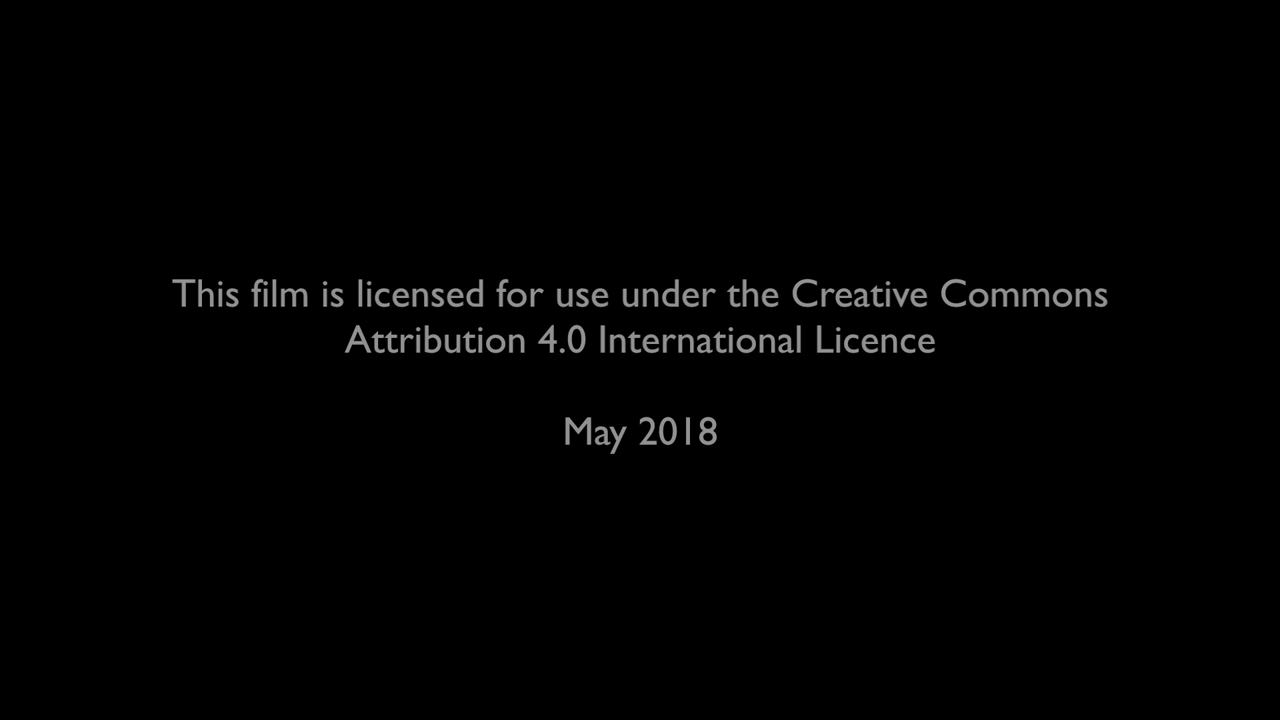 This film is licensed for use under the Creative Commons
Attribution 4.0 International Licence
May 2018